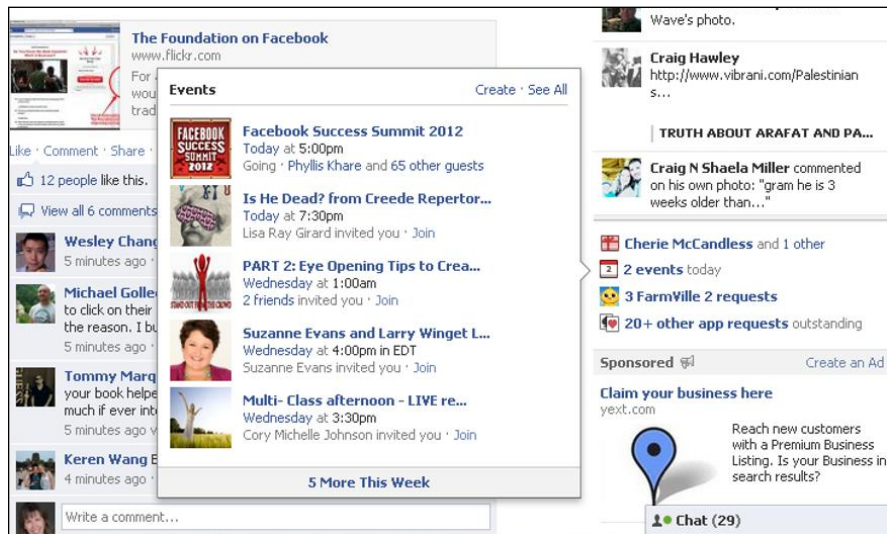 The Foundation on Facebook
www.flickr.com
For
wou
trad
Like · Comment · Share ·
12 people like this.
View all 6 comments
Wesley Chang
5 minutes ago ·
Michael Golle
to click on their
the reason. I bu
5 minutes ago ·
Tommy Marq
your book helpe
much if ever int
5 minutes ago v
Keren Wang E
4 minutes ago ·
Write a comment...
Events
Create · See All
FACEBOOK
SUCCESS
SUMMIT
2012
Facebook Success Summit 2012
Today at 5:00pm
Going · Phyllis Khare and 65 other guests
Is He Dead? from Creede Repertor...
Today at 7:30pm
Lisa Ray Girard invited you · Join
STAND OUT FROM THE CROWD
PART 2: Eye Opening Tips to Crea...
Wednesday at 1:00am
2 friends invited you · Join
Suzanne Evans and Larry Winget L...
Wednesday at 4:00pm in EDT
Suzanne Evans invited you · Join
Multi- Class afternoon - LIVE re...
Wednesday at 3:30pm
Cory Michelle Johnson invited you · Join
5 More This Week
Wave's photo.
Craig Hawley
http://www.vibrani.com/Palestinian
s...
TRUTH ABOUT ARAFAT AND PA...
Craig N Shaela Miller commented
on his own photo: "gram he is 3
weeks older than..."
Cherie McCandless and 1 other
2 events today
3 FarmVille 2 requests
20+ other app requests outstanding
Sponsored
Create an Ad
Claim your business here
yext.com
Reach new customers
with a Premium Business
Listing. Is your Business in
search results?
Chat (29)